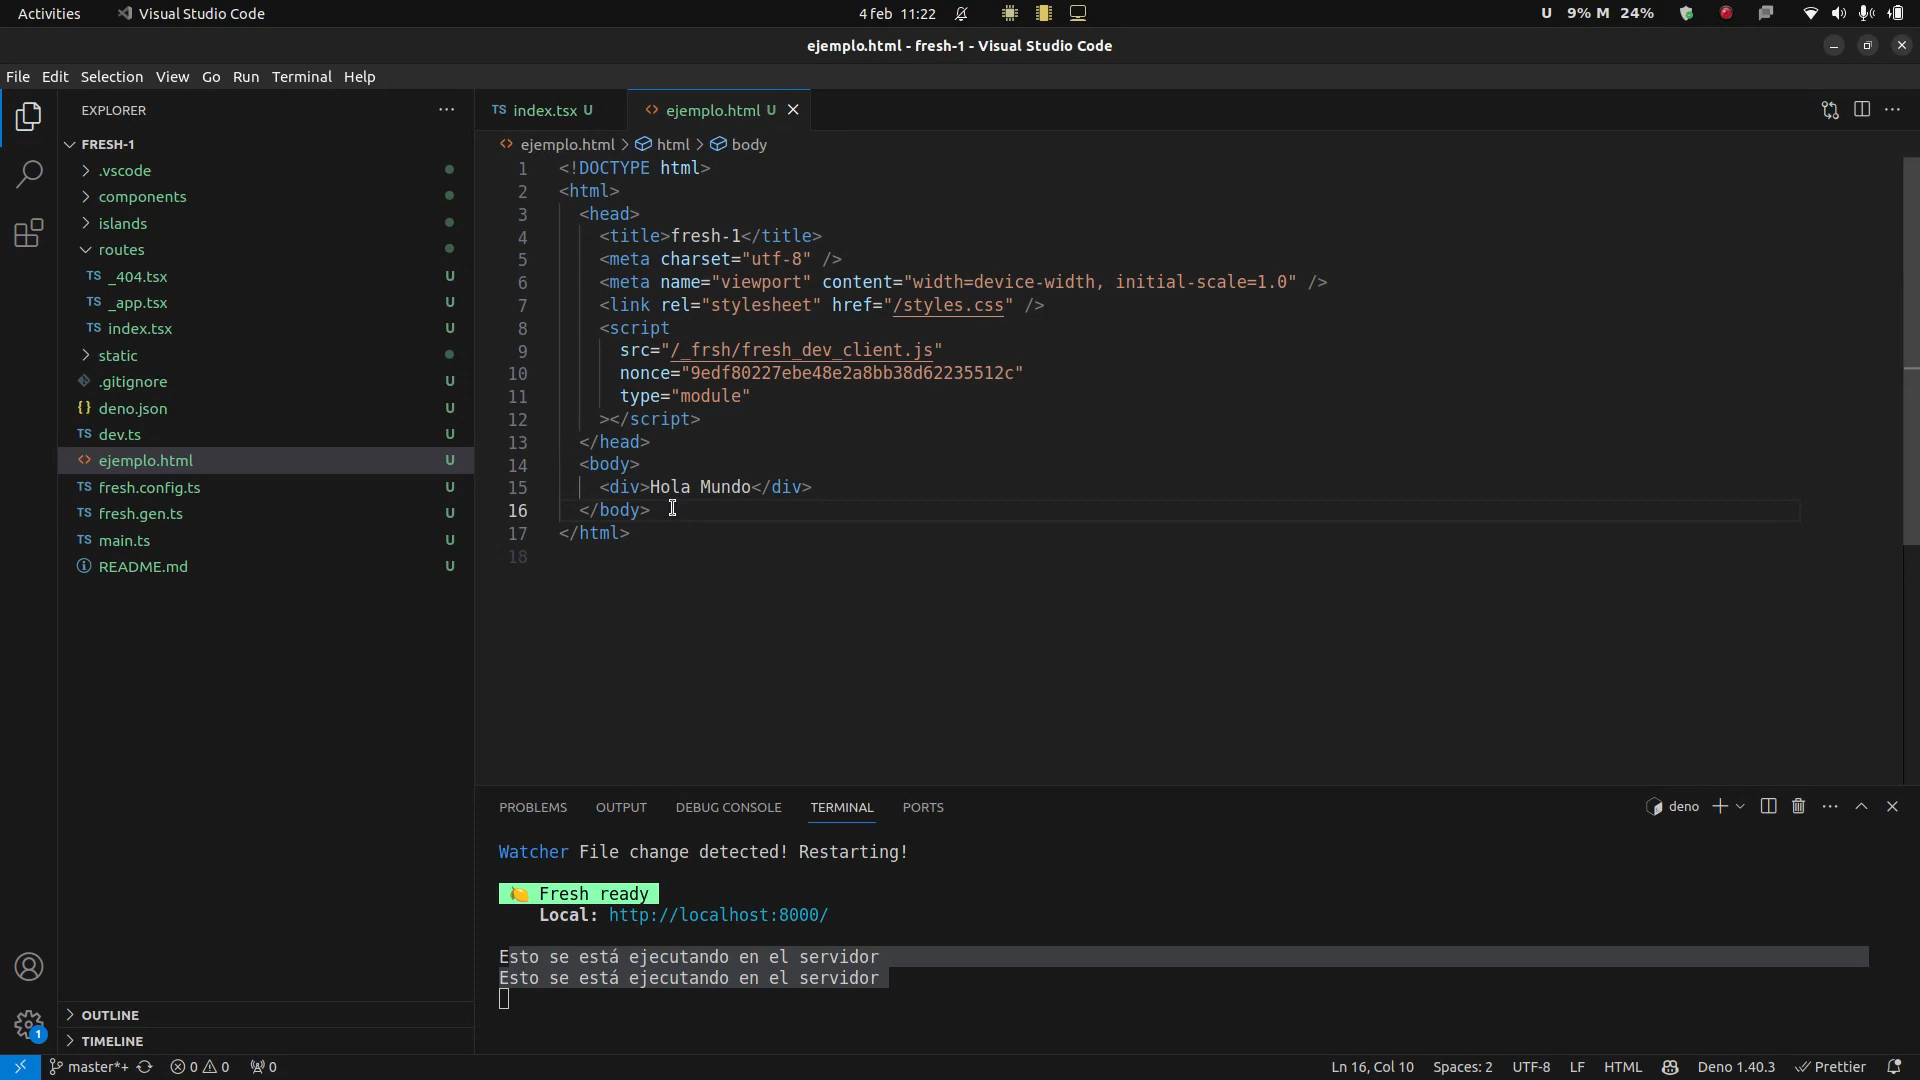 Activities Visual Studio Code 4 feb 11:22 U 9% M 24%
ejemplo.html - fresh-1 - Visual Studio Code
File Edit Selection View Go Run Terminal Help
EXPLORER
FRESH-1
.vscode
components
islands
routes
TS _404.tsx U
TS _app.tsx U
TS index.tsx U
static
.gitignore U
{} deno.json U
TS dev.ts U
<> ejemplo.html U
TS fresh.config.ts U
TS fresh.gen.ts U
TS main.ts U
README.md U
OUTLINE
TIMELINE
TS index.tsx U <> ejemplo.html U
<> ejemplo.html > html > body
1 <!DOCTYPE html>
2 <html>
3 <head>
4 <title>fresh-1</title>
5 <meta charset="utf-8" />
6 <meta name="viewport" content="width=device-width, initial-scale=1.0" />
7 <link rel="stylesheet" href="/styles.css" />
8 <script
9 src="/_frsh/fresh_dev_client.js"
10 nonce="9edf80227ebe48e2a8bb38d62235512c"
11 type="module"
12 ></script>
13 </head>
14 <body>
15 <div>Hola Mundo</div>
16 </body>
17 </html>
18
PROBLEMS OUTPUT DEBUG CONSOLE TERMINAL PORTS deno
Watcher File change detected! Restarting!
Fresh ready
Local: http://localhost:8000/
Esto se está ejecutando en el servidor
Esto se está ejecutando en el servidor
1
master*+ 0 0 0 Ln 16, Col 10 Spaces: 2 UTF-8 LF HTML Deno 1.40.3 Prettier